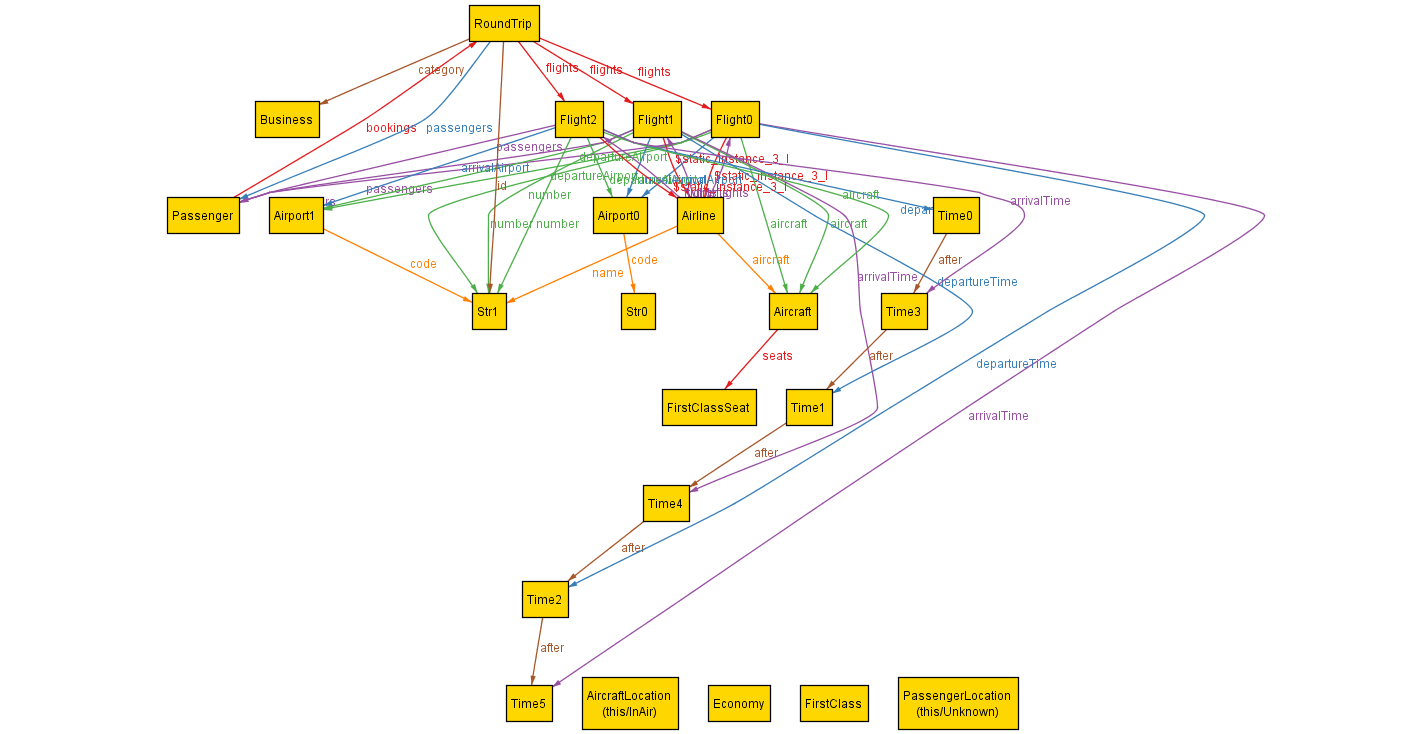 RoundTrip
category
flights
flights
flights
Business
Flight2
Flight1
Flight0
bookings
passengers
passengers
departureAirport
$static_instance_3_l
arrivalAirport
departureAirport
$static_instance_3_l
$static_instance_3_l
passengers
id
number
aircraft
arrivalTime
Passenger
Airport1
Airport0
Airline
Time0
number
number
aircraft
aircraft
code
code
aircraft
after
name
arrivalTime
departureTime
Str1
Str0
Aircraft
Time3
seats
after
departureTime
FirstClassSeat
Time1
arrivalTime
after
Time4
after
Time2
after
Time5
AircraftLocation
(this/InAir)
Economy
FirstClass
PassengerLocation
(this/Unknown)